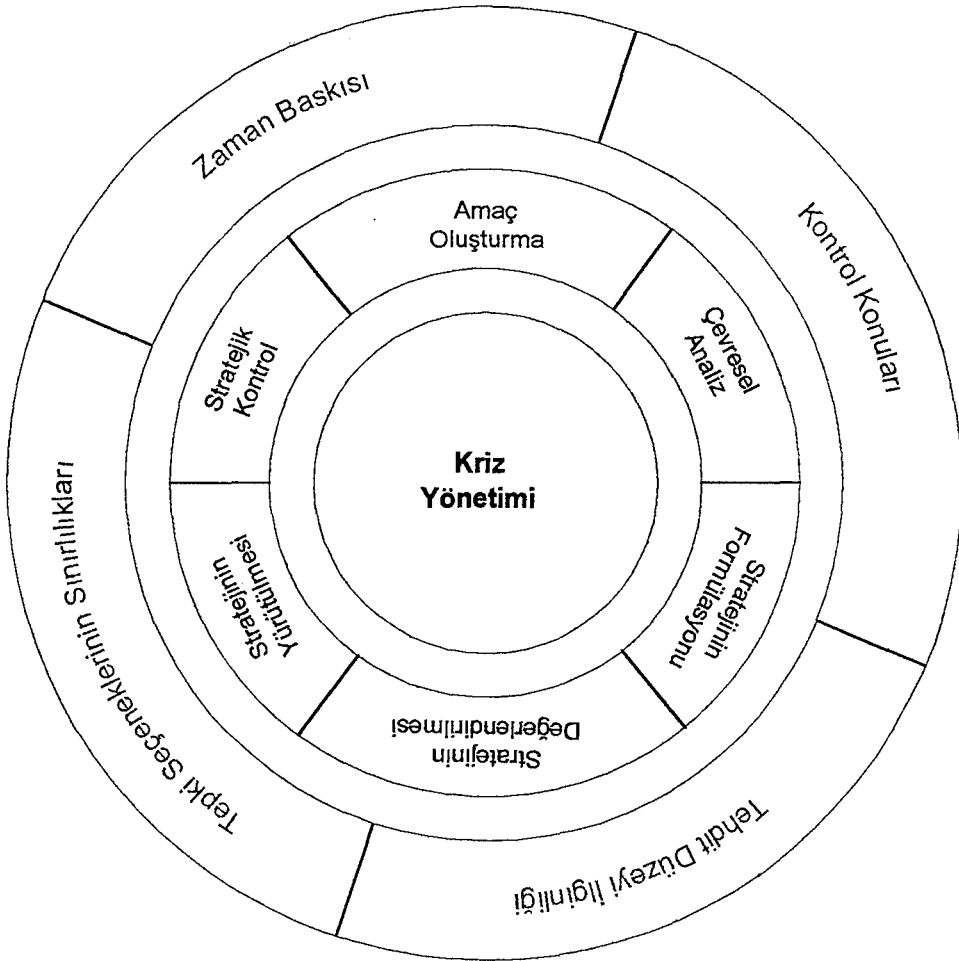 Zaman Baskısı
Kontrol Konuları
Tehdit Düzeyi İlginliği
Tepki Seçeneklerinin Sınırlılıkları
Amaç
Oluşturma
Çevresel
Analiz
Stratejinin
Formülasyonu
Stratejinin
Değerlendirilmesi
Stratejinin
Yürütülmesi
Stratejik
Kontrol
Kriz
Yönetimi